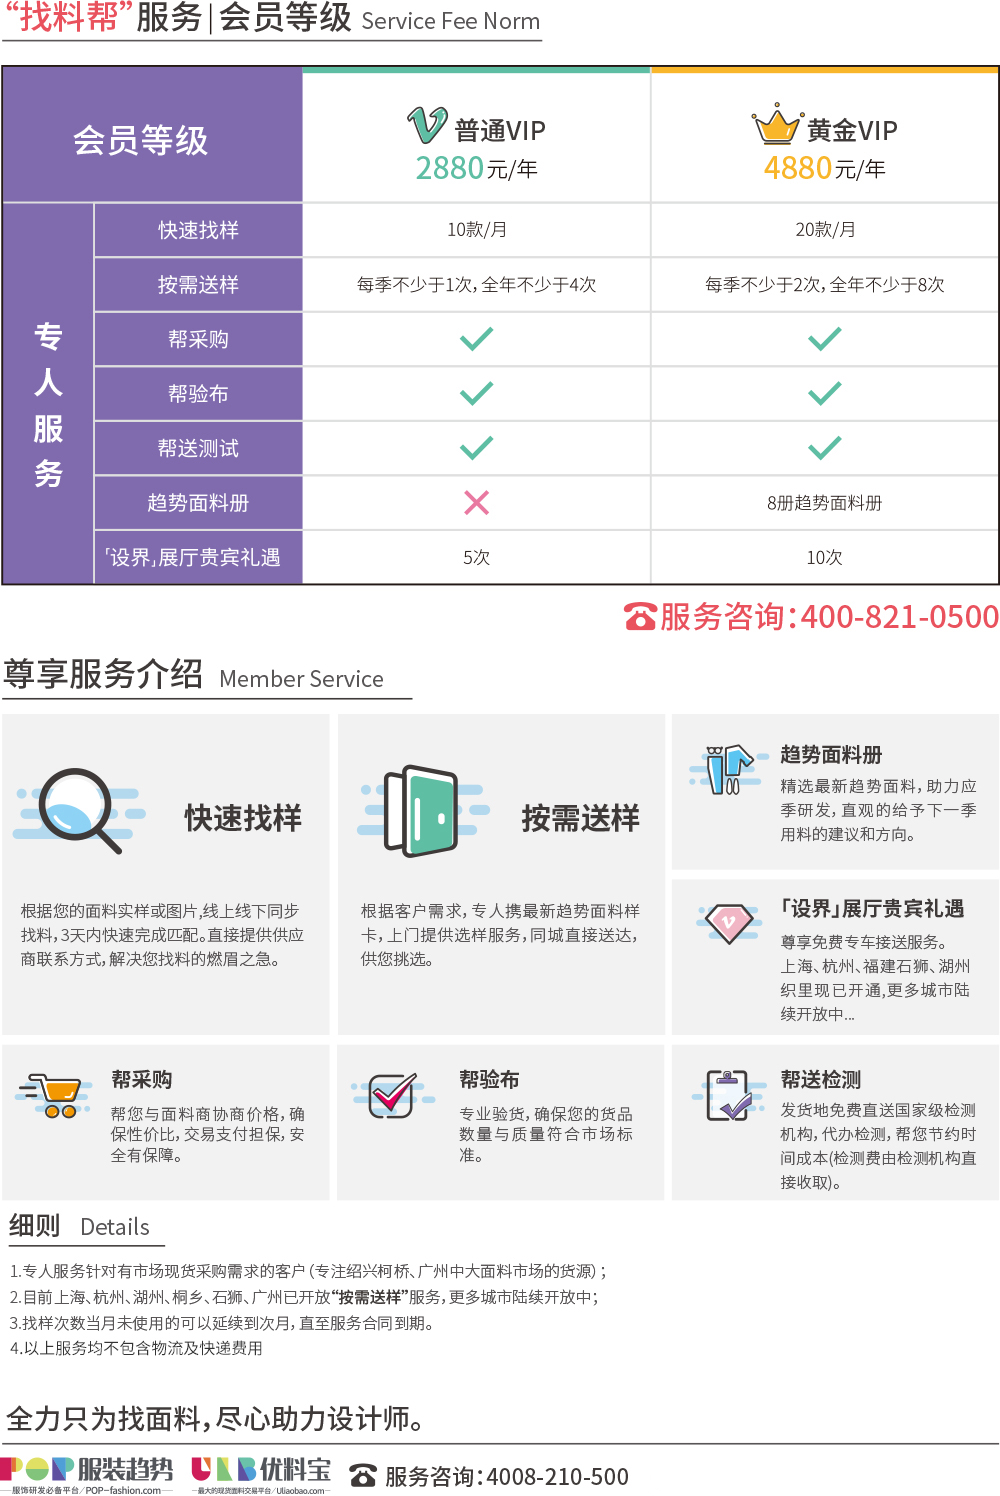 “找料帮”服务|会员等级 Service Fee Norm
会员等级
普通VIP
2880元/年
黄金VIP
4880元/年
专人服务
快速找样
10款/月
20款/月
按需送样
每季不少于1次，全年不少于4次
每季不少于2次，全年不少于8次
帮采购
帮验布
帮送测试
趋势面料册
8册趋势面料册
「设界」展厅贵宾礼遇
5次
10次
服务咨询：400-821-0500
尊享服务介绍 Member Service
快速找样
根据您的面料实样或图片,线上线下同步
找料，3天内快速完成匹配。直接提供供应
商联系方式，解决您找料的燃眉之急。
按需送样
根据客户需求，专人携最新趋势面料样
卡，上门提供选样服务，同城直接送达，
供您挑选。
趋势面料册
精选最新趋势面料，助力应
季研发，直观的给予下一季
用料的建议和方向。
「设界」展厅贵宾礼遇
尊享免费专车接送服务。
上海、杭州、福建石狮、湖州
织里现已开通,更多城市陆
续开放中...
帮采购
帮您与面料商协商价格，确
保性价比，交易支付担保，安
全有保障。
帮验布
专业验货，确保您的货品
数量与质量符合市场标
准。
帮送检测
发货地免费直送国家级检测
机构，代办检测，帮您节约时
间成本(检测费由检测机构直
接收取)。
细则 Details
1.专人服务针对有市场现货采购需求的客户（专注绍兴柯桥、广州中大面料市场的货源）；
2.目前上海、杭州、湖州、桐乡、石狮、广州已开放“按需送样”服务，更多城市陆续开放中；
3.找样次数当月未使用的可以延续到次月，直至服务合同到期。
4.以上服务均不包含物流及快递费用
全力只为找面料，尽心助力设计师。
POP服装趋势
服饰研发必备平台／POP-fashion.com
ULB优料宝
最大的现货面料交易平台／Uliaobao.com
服务咨询：4008-210-500